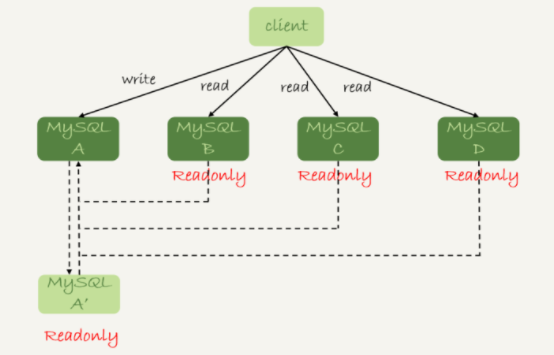 client
write
read
read
read
MySQL
A
MySQL
B
MySQL
C
MySQL
D
Readonly
Readonly
Readonly
MySQL
A'
Readonly